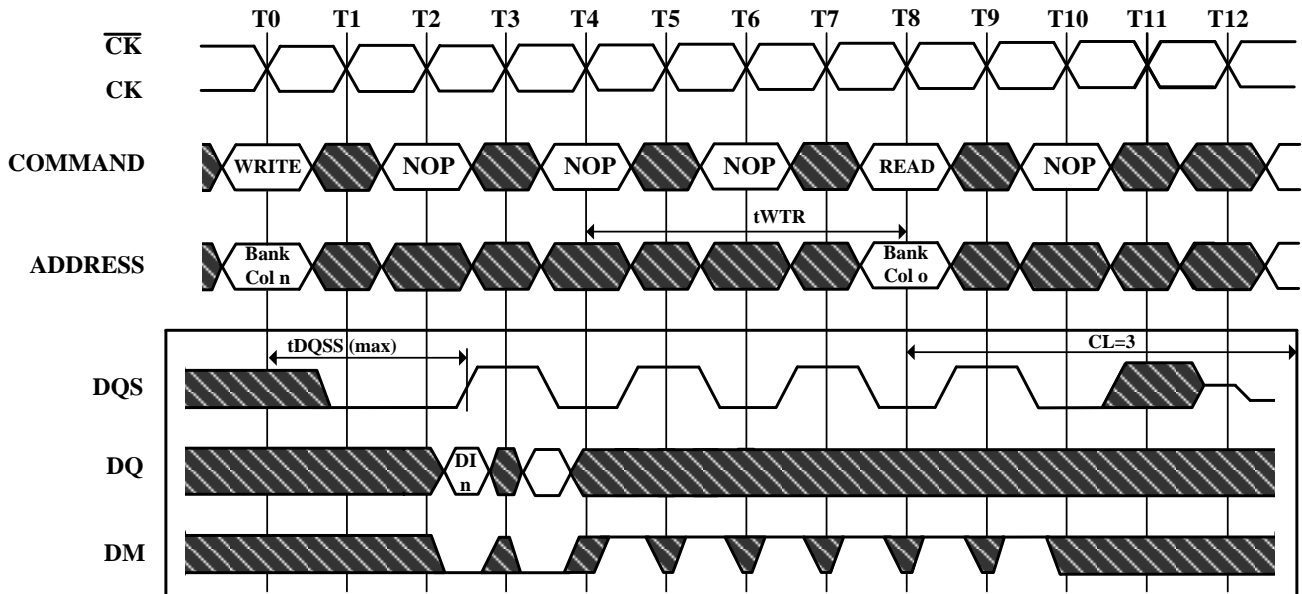 T0 T1 T2 T3 T4 T5 T6 T7 T8 T9 T10 T11 T12
CK
CK
COMMAND WRITE NOP NOP NOP READ NOP
tWTR
ADDRESS Bank Col n Bank Col o
tDQSS (max) CL=3
DQS
DQ DI n
DM